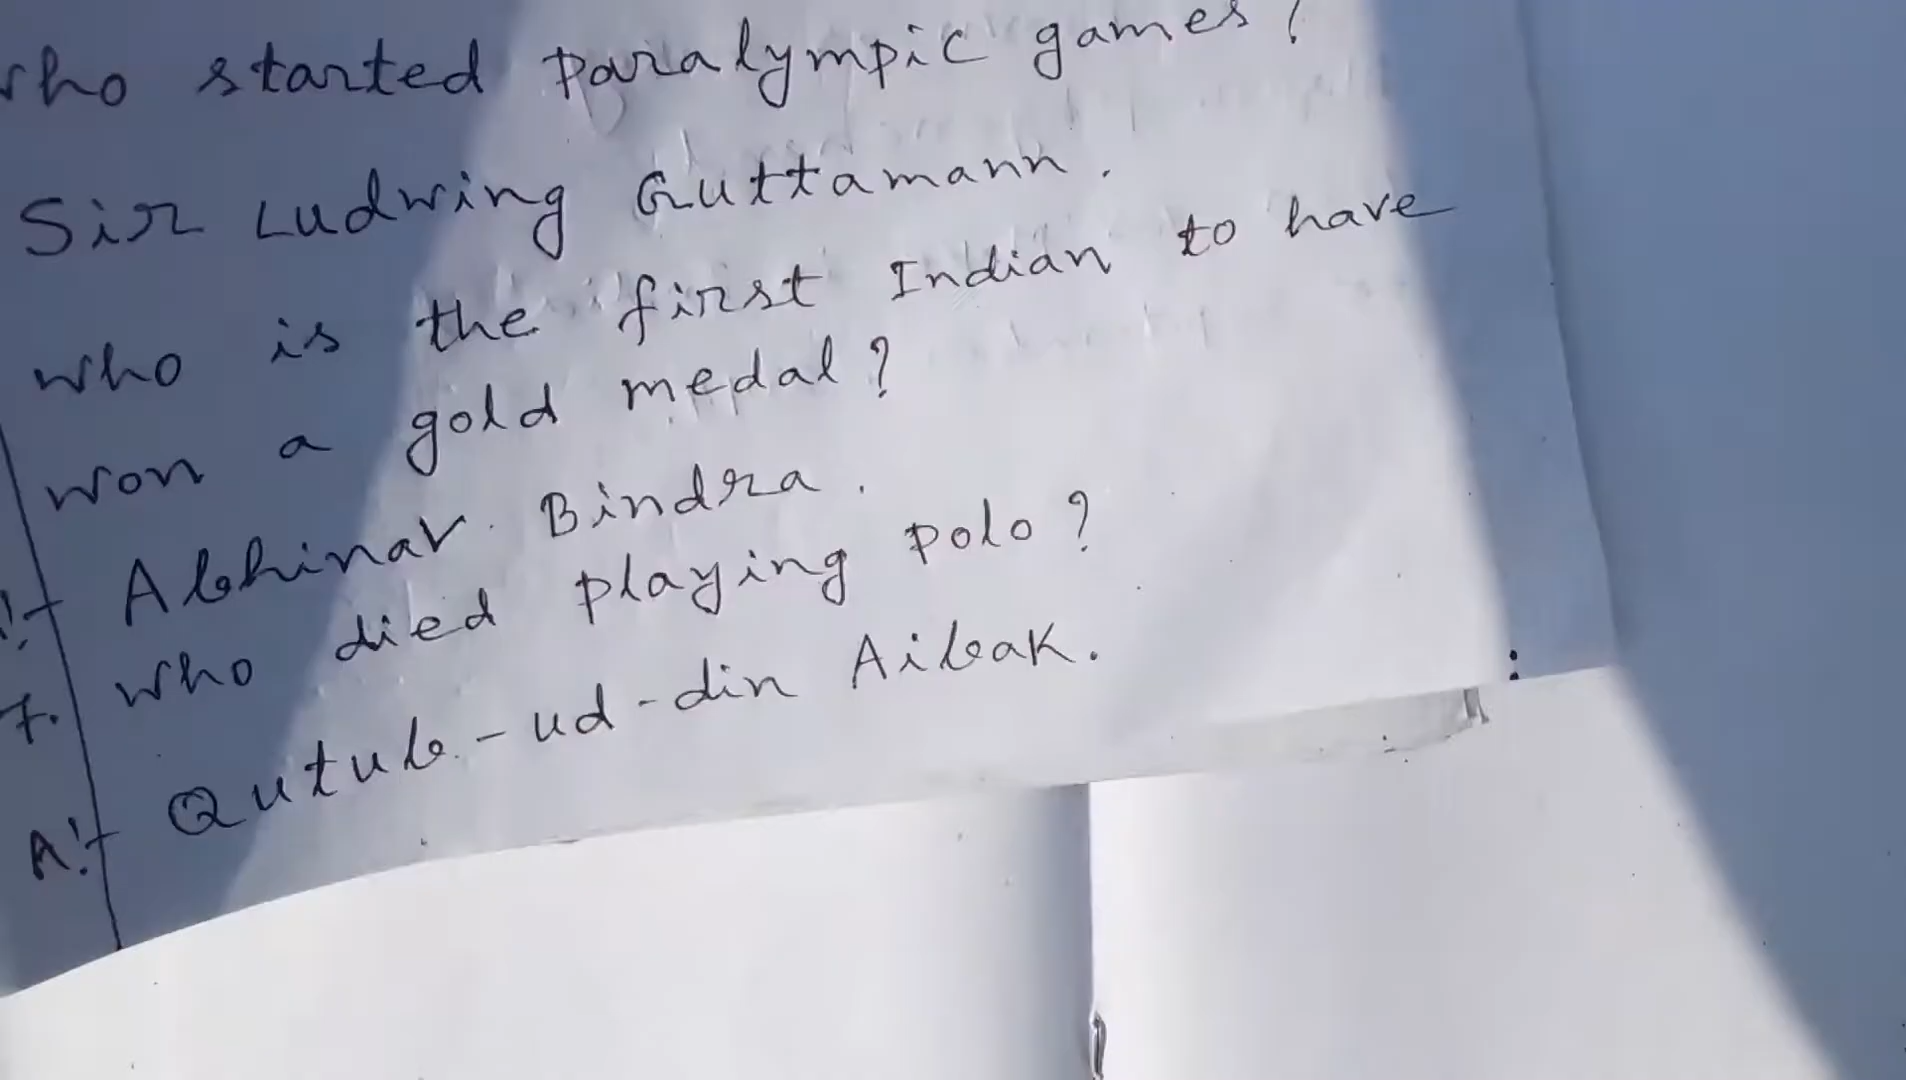 who started paralympic games?
Sir Ludwing Guttamann.
Who is the first Indian to have
won a gold medal?
A:- Abhinav Bindra.
7. Who died playing polo?
A:- Qutub-ud-din Aibak.